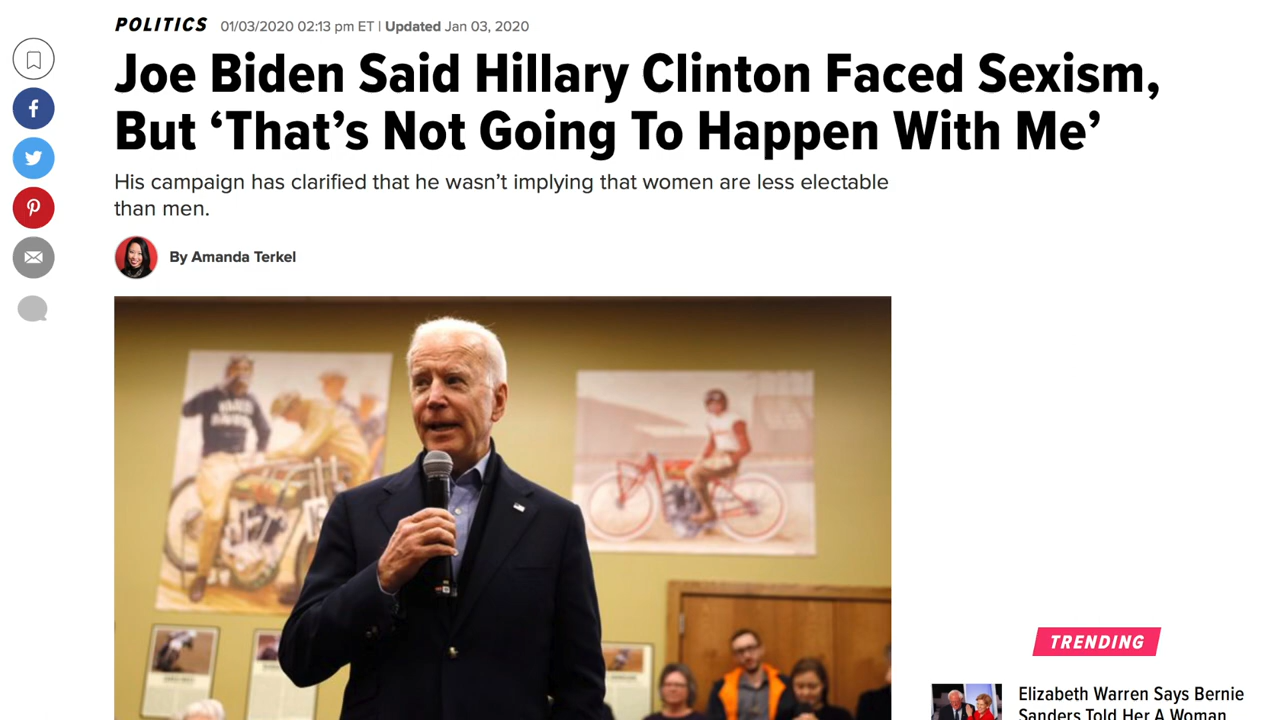 POLITICS 01/03/2020 02:13 pm ET | Updated Jan 03, 2020
Joe Biden Said Hillary Clinton Faced Sexism,
But ‘That’s Not Going To Happen With Me’
His campaign has clarified that he wasn’t implying that women are less electable
than men.
By Amanda Terkel
TRENDING
Elizabeth Warren Says Bernie
Sanders Told Her A Woman